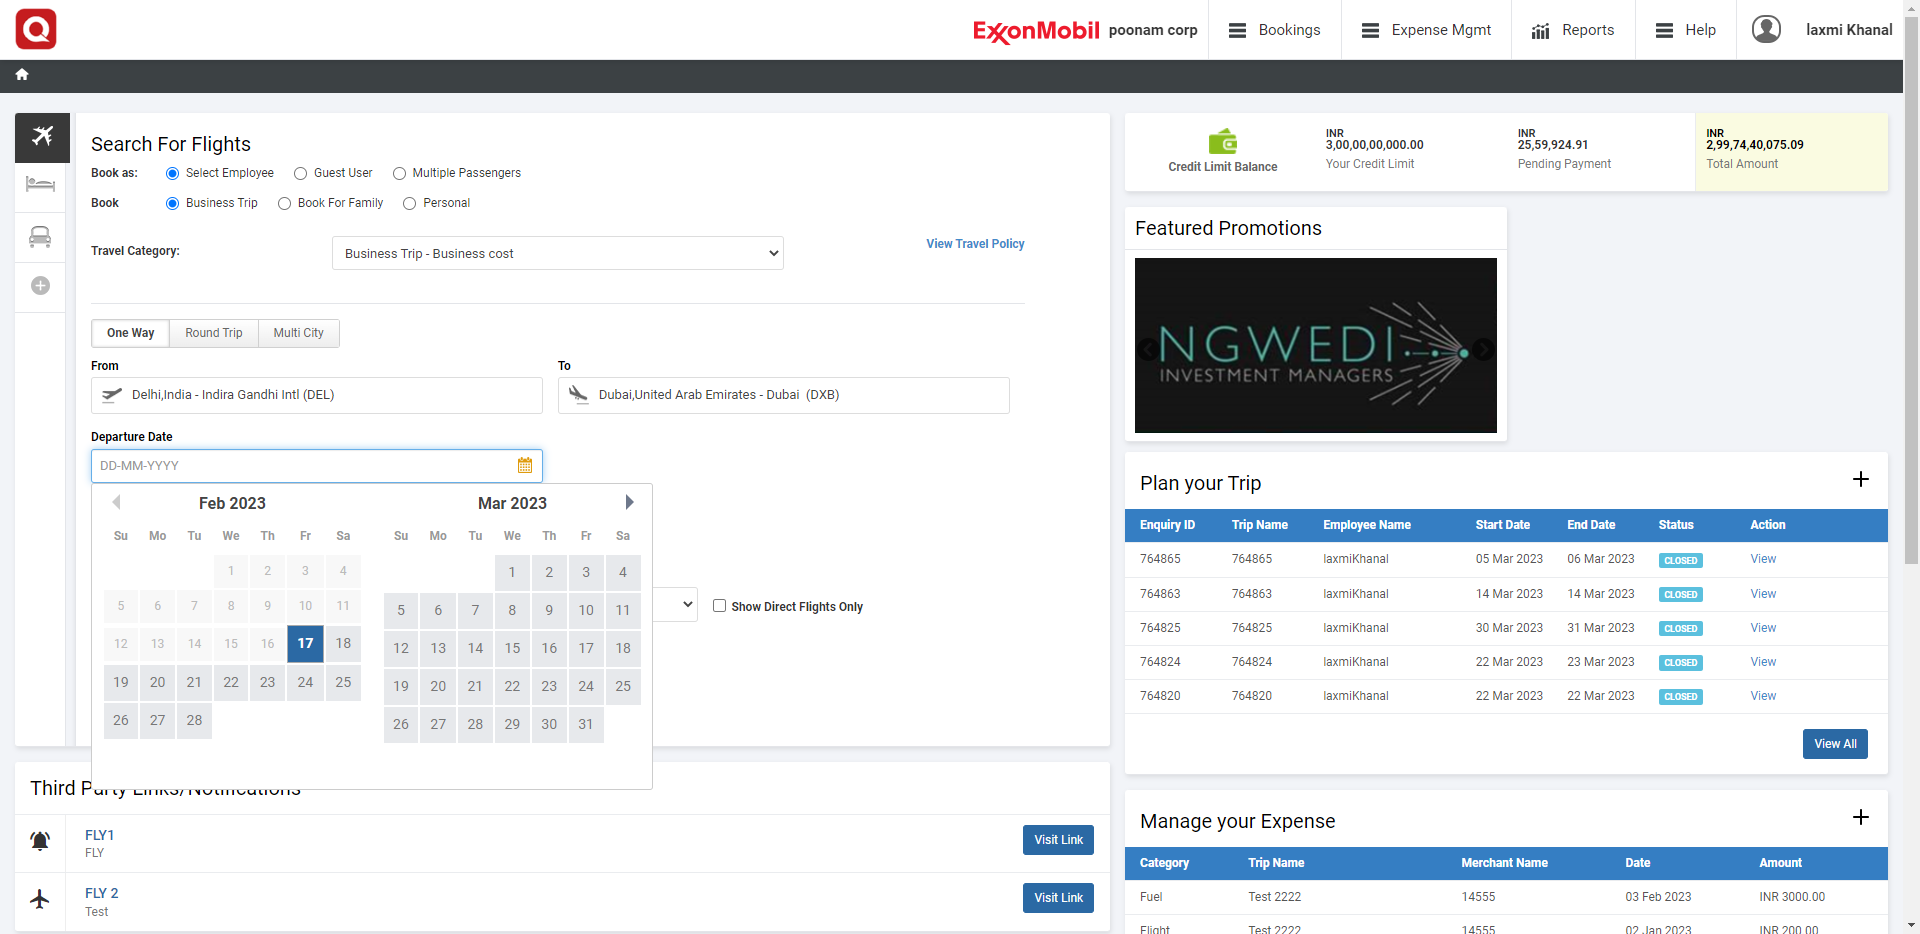 ExxonMobil poonam corp Bookings Expense Mgmt Reports Help laxmi Khanal
Search For Flights
Book as: Select Employee Guest User Multiple Passengers
Book Business Trip Book For Family Personal
Travel Category: Business Trip - Business cost View Travel Policy
One Way Round Trip Multi City
From To
Delhi,India - Indira Gandhi Intl (DEL) Dubai,United Arab Emirates - Dubai (DXB)
Departure Date
DD-MM-YYYY
Feb 2023 Mar 2023
Su Mo Tu We Th Fr Sa Su Mo Tu We Th Fr Sa
1 2 3 4 1 2 3 4
5 6 7 8 9 10 11 5 6 7 8 9 10 11
12 13 14 15 16 17 18 12 13 14 15 16 17 18
19 20 21 22 23 24 25 19 20 21 22 23 24 25
26 27 28 26 27 28 29 30 31
Show Direct Flights Only
Third Party Links/Notifications
FLY1
FLY
Visit Link
FLY 2
Test
Visit Link
Credit Limit Balance
INR
3,00,00,00,000.00
Your Credit Limit
INR
25,59,924.91
Pending Payment
INR
2,99,74,40,075.09
Total Amount
Featured Promotions
NGWEDI
INVESTMENT MANAGERS
Plan your Trip
Enquiry ID Trip Name Employee Name Start Date End Date Status Action
764865 764865 laxmiKhanal 05 Mar 2023 06 Mar 2023 CLOSED View
764863 764863 laxmiKhanal 14 Mar 2023 14 Mar 2023 CLOSED View
764825 764825 laxmiKhanal 30 Mar 2023 31 Mar 2023 CLOSED View
764824 764824 laxmiKhanal 22 Mar 2023 23 Mar 2023 CLOSED View
764820 764820 laxmiKhanal 22 Mar 2023 22 Mar 2023 CLOSED View
View All
Manage your Expense
Category Trip Name Merchant Name Date Amount
Fuel Test 2222 14555 03 Feb 2023 INR 3000.00
Flight Test 2222 14555 02 Jan 2023 INR 200.00